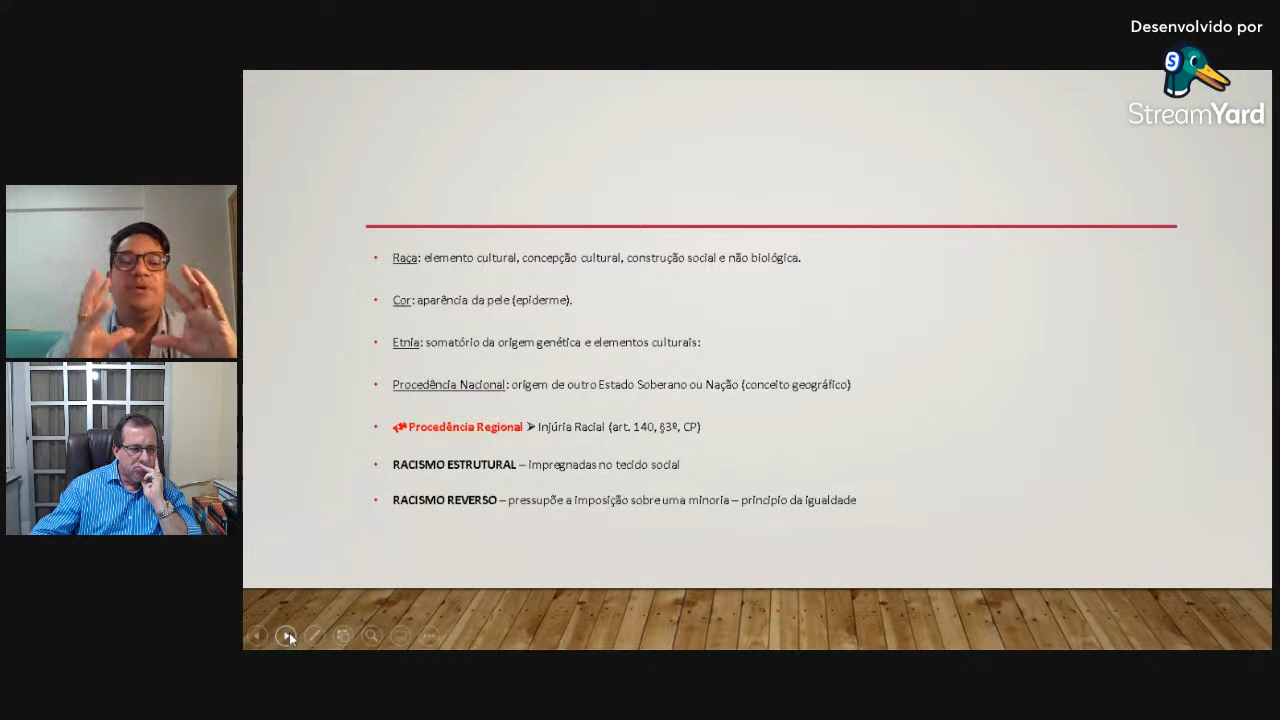 Desenvolvido por
StreamYard
Raça: elemento cultural, concepção cultural, construção social e não biológica.
Cor: aparência da pele (epiderme).
Etnia: somatório da origem genética e elementos culturais:
Procedência Nacional: origem de outro Estado Soberano ou Nação (conceito geográfico)
Procedência Regional ➢ Injúria Racial (art. 140, §3º, CP)
RACISMO ESTRUTURAL – impregnadas no tecido social
RACISMO REVERSO – pressupõe a imposição sobre uma minoria – principio da igualdade